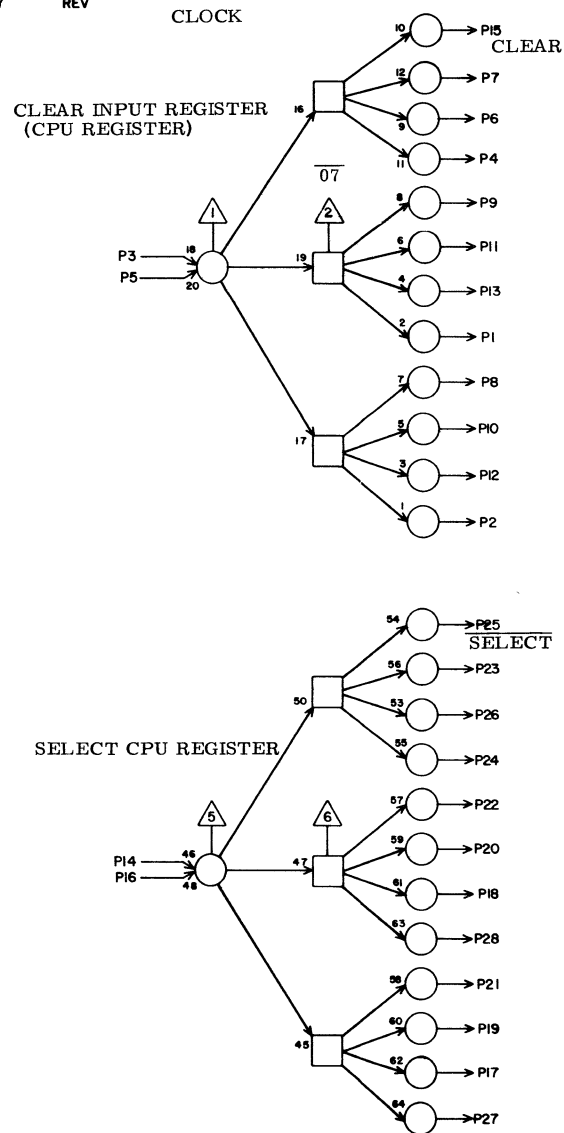 REV
CLOCK
10 P15
CLEAR
12 P7
CLEAR INPUT REGISTER
(CPU REGISTER)
16
9 P6
11 P4
07
8 P9
1 2
6 P11
P3 18
19
P5 20
4 P13
2 P1
7 P8
17
5 P10
3 P12
1 P2
54 P25
SELECT
56 P23
50
53 P26
SELECT CPU REGISTER
55 P24
57 P22
5 6
59 P20
P14 46
47
P16 48
61 P18
63 P28
58 P21
60 P19
45
62 P17
64 P27